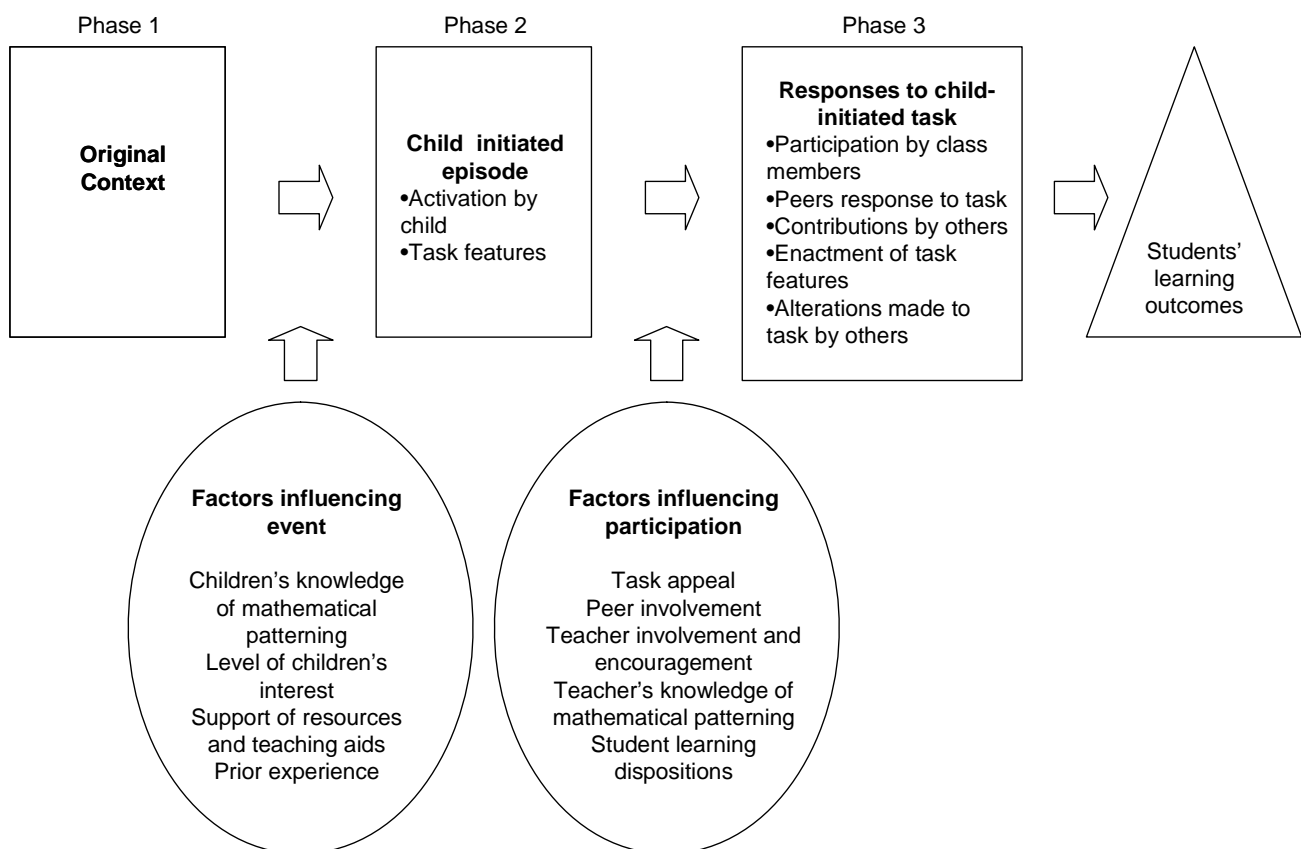 Phase 1
Phase 2
Phase 3
Original
Context
Child  initiated
episode
•Activation by
child
•Task features
Responses to child-
initiated task
•Participation by class
members
•Peers response to task
•Contributions by others
•Enactment of task
features
•Alterations made to
task by others
Students’
learning
outcomes
Factors influencing
event
Children’s knowledge
of mathematical
patterning
Level of children’s
interest
Support of resources
and teaching aids
Prior experience
Factors influencing
participation
Task appeal
Peer involvement
Teacher involvement and
encouragement
Teacher’s knowledge of
mathematical patterning
Student learning
dispositions